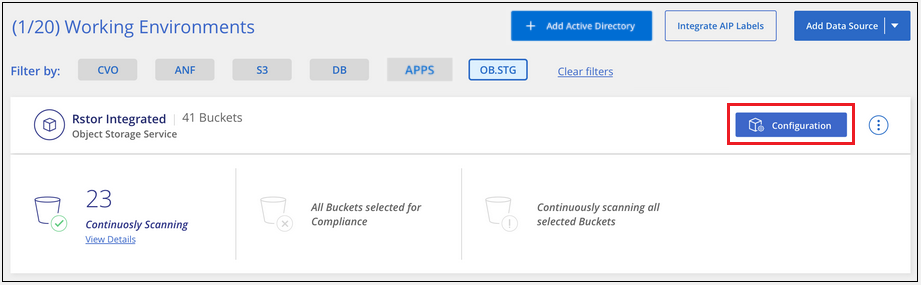 (1/20) Working Environments
+ Add Active Directory
Integrate AIP Labels
Add Data Source
Filter by:
CVO
ANF
S3
DB
APPS
OB.STG
Clear filters
Rstor Integrated
41 Buckets
Object Storage Service
Configuration
23
Continuosly Scanning
View Details
All Buckets selected for
Compliance
Continuously scanning all
selected Buckets